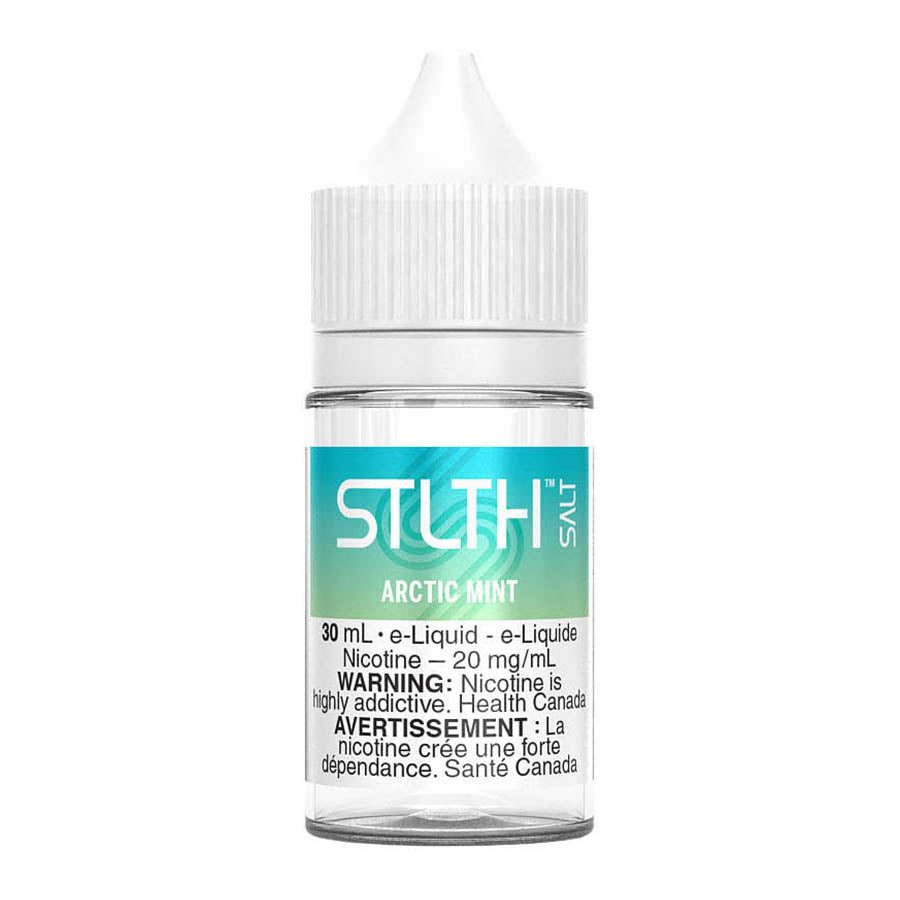 STLTH™ SALT
ARCTIC MINT
30 mL • e-Liquid - e-Liquide
Nicotine — 20 mg/mL
WARNING: Nicotine is
highly addictive. Health Canada
AVERTISSEMENT : La
nicotine crée une forte
dépendance. Santé Canada